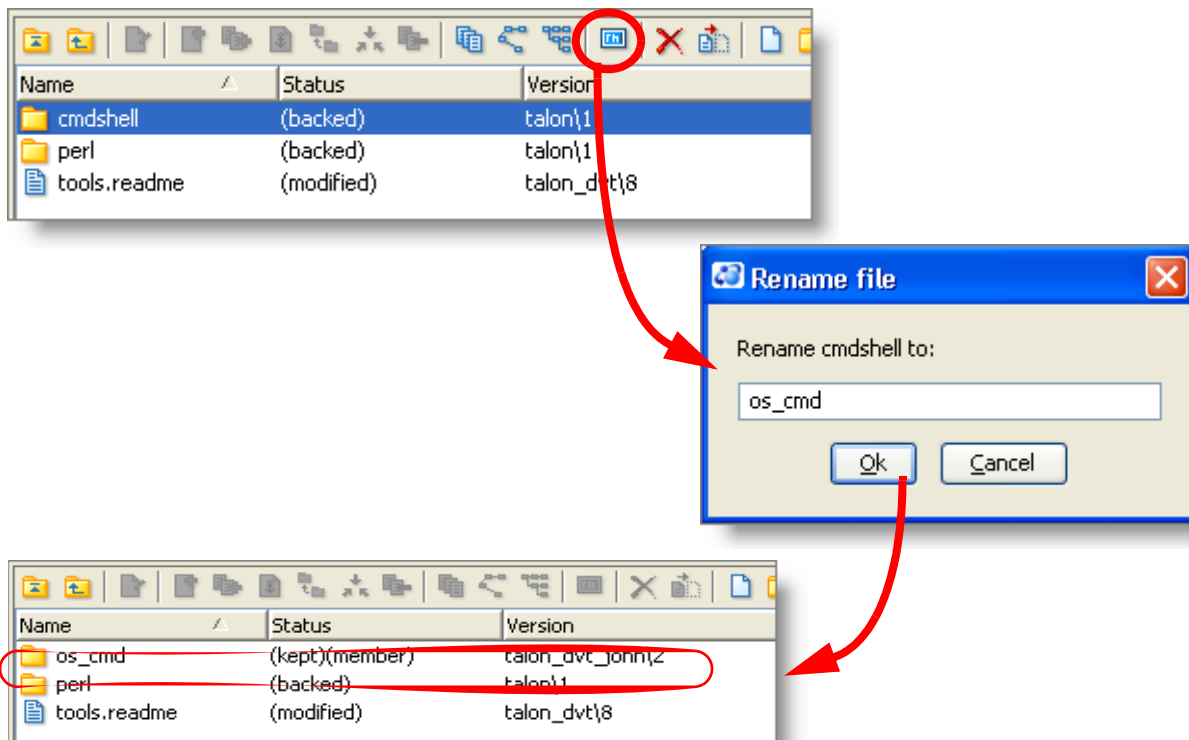 Name Status Version
cmdshell (backed) talon\1
perl (backed) talon\1
tools.readme (modified) talon_dvt\8
Rename file
Rename cmdshell to:
os_cmd
Ok Cancel
Name Status Version
os_cmd (kept)(member) talon_dvt_john\2
perl (backed) talon\1
tools.readme (modified) talon_dvt\8